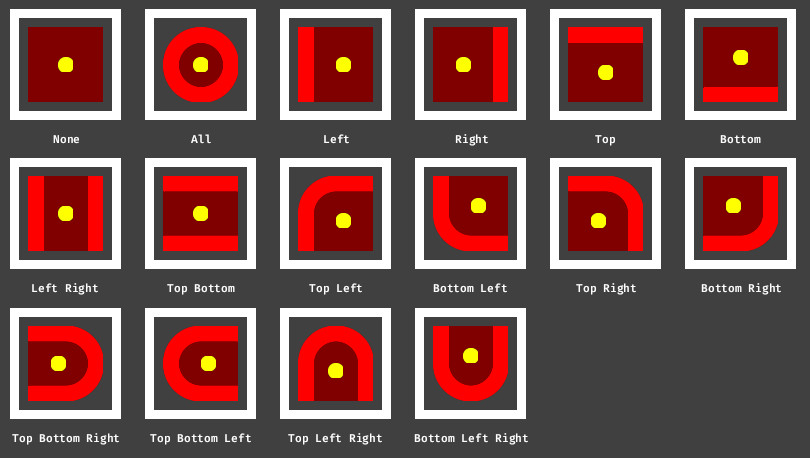 None
All
Left
Right
Top
Bottom
Left Right
Top Bottom
Top Left
Bottom Left
Top Right
Bottom Right
Top Bottom Right
Top Bottom Left
Top Left Right
Bottom Left Right